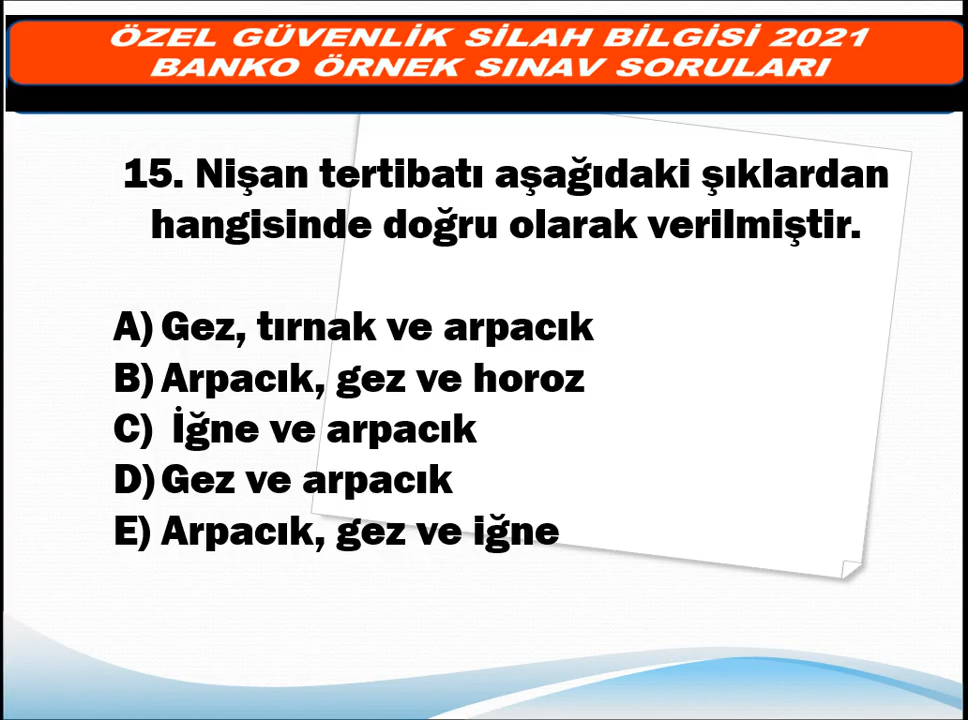 ÖZEL GÜVENLİK SİLAH BİLGİSİ 2021
BANKO ÖRNEK SINAV SORULARI
15. Nişan tertibatı aşağıdaki şıklardan
hangisinde doğru olarak verilmiştir.
A) Gez, tırnak ve arpacık
B) Arpacık, gez ve horoz
C) İğne ve arpacık
D) Gez ve arpacık
E) Arpacık, gez ve iğne